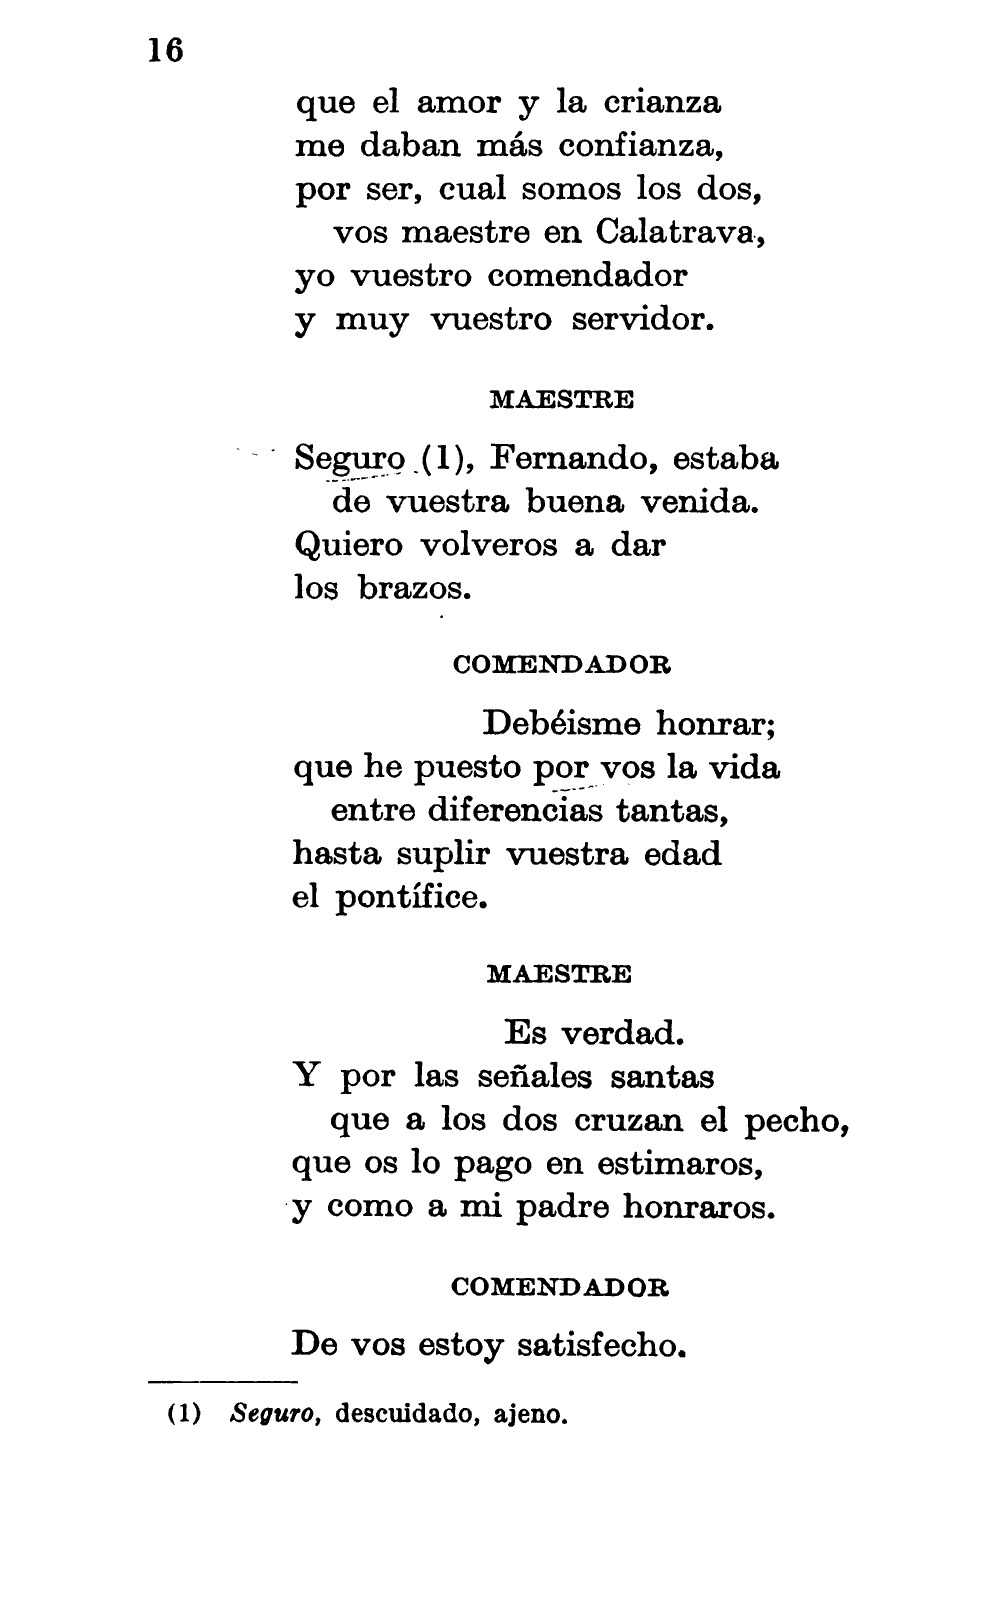 16
que el amor y la crianza
me daban más confianza,
por ser, cual somos los dos,
vos maestre en Calatrava,
yo vuestro comendador
y muy vuestro servidor.
MAESTRE
Seguro (1), Fernando, estaba
de vuestra buena venida.
Quiero volveros a dar
los brazos.
COMENDADOR
Debéisme honrar;
que he puesto por vos la vida
entre diferencias tantas,
hasta suplir vuestra edad
el pontífice.
MAESTRE
Es verdad.
Y por las señales santas
que a los dos cruzan el pecho,
que os lo pago en estimaros,
y como a mi padre honraros.
COMENDADOR
De vos estoy satisfecho.
(1) Seguro, descuidado, ajeno.